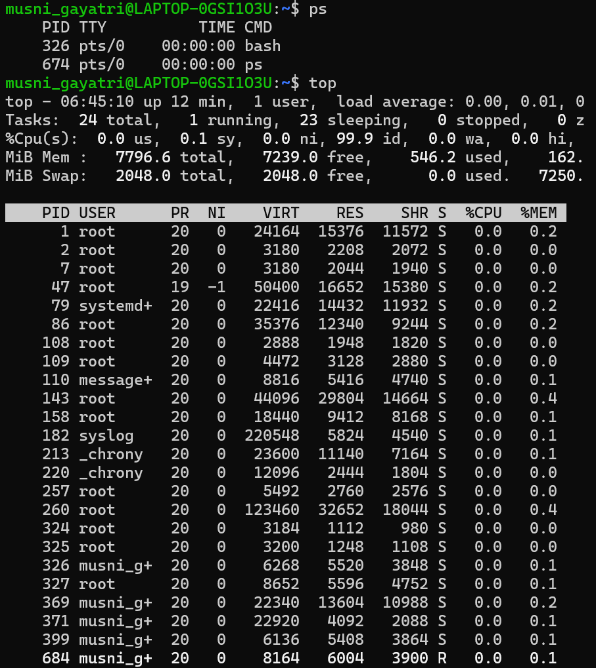 musni_gayatri@LAPTOP-0GSI1O3U:~$ ps
    PID TTY          TIME CMD
    326 pts/0    00:00:00 bash
    674 pts/0    00:00:00 ps
musni_gayatri@LAPTOP-0GSI1O3U:~$ top
top - 06:45:10 up 12 min,  1 user,  load average: 0.00, 0.01, 0
Tasks:  24 total,   1 running,  23 sleeping,   0 stopped,   0 z
%Cpu(s):  0.0 us,  0.1 sy,  0.0 ni, 99.9 id,  0.0 wa,  0.0 hi,
MiB Mem :   7796.6 total,   7239.0 free,    546.2 used,    162.
MiB Swap:   2048.0 total,   2048.0 free,      0.0 used.   7250.
    PID USER      PR  NI    VIRT    RES    SHR S  %CPU  %MEM
      1 root      20   0   24164  15376  11572 S   0.0   0.2
      2 root      20   0    3180   2208   2072 S   0.0   0.0
      7 root      20   0    3180   2044   1940 S   0.0   0.0
     47 root      19  -1   50400  16652  15380 S   0.0   0.2
     79 systemd+  20   0   22416  14432  11932 S   0.0   0.2
     86 root      20   0   35376  12340   9244 S   0.0   0.2
    108 root      20   0    2888   1948   1820 S   0.0   0.0
    109 root      20   0    4472   3128   2880 S   0.0   0.0
    110 message+  20   0    8816   5416   4740 S   0.0   0.1
    143 root      20   0   44096  29804  14664 S   0.0   0.4
    158 root      20   0   18440   9412   8168 S   0.0   0.1
    182 syslog    20   0  220548   5824   4540 S   0.0   0.1
    213 _chrony   20   0   23600  11140   7164 S   0.0   0.1
    220 _chrony   20   0   12096   2444   1804 S   0.0   0.0
    257 root      20   0    5492   2760   2576 S   0.0   0.0
    260 root      20   0  123460  32652  18044 S   0.0   0.4
    324 root      20   0    3184   1112    980 S   0.0   0.0
    325 root      20   0    3200   1248   1108 S   0.0   0.0
    326 musni_g+  20   0    6268   5520   3848 S   0.0   0.1
    327 root      20   0    8652   5596   4752 S   0.0   0.1
    369 musni_g+  20   0   22340  13604  10988 S   0.0   0.2
    371 musni_g+  20   0   22920   4092   2088 S   0.0   0.1
    399 musni_g+  20   0    6136   5408   3864 S   0.0   0.1
    684 musni_g+  20   0    8164   6004   3900 R   0.0   0.1